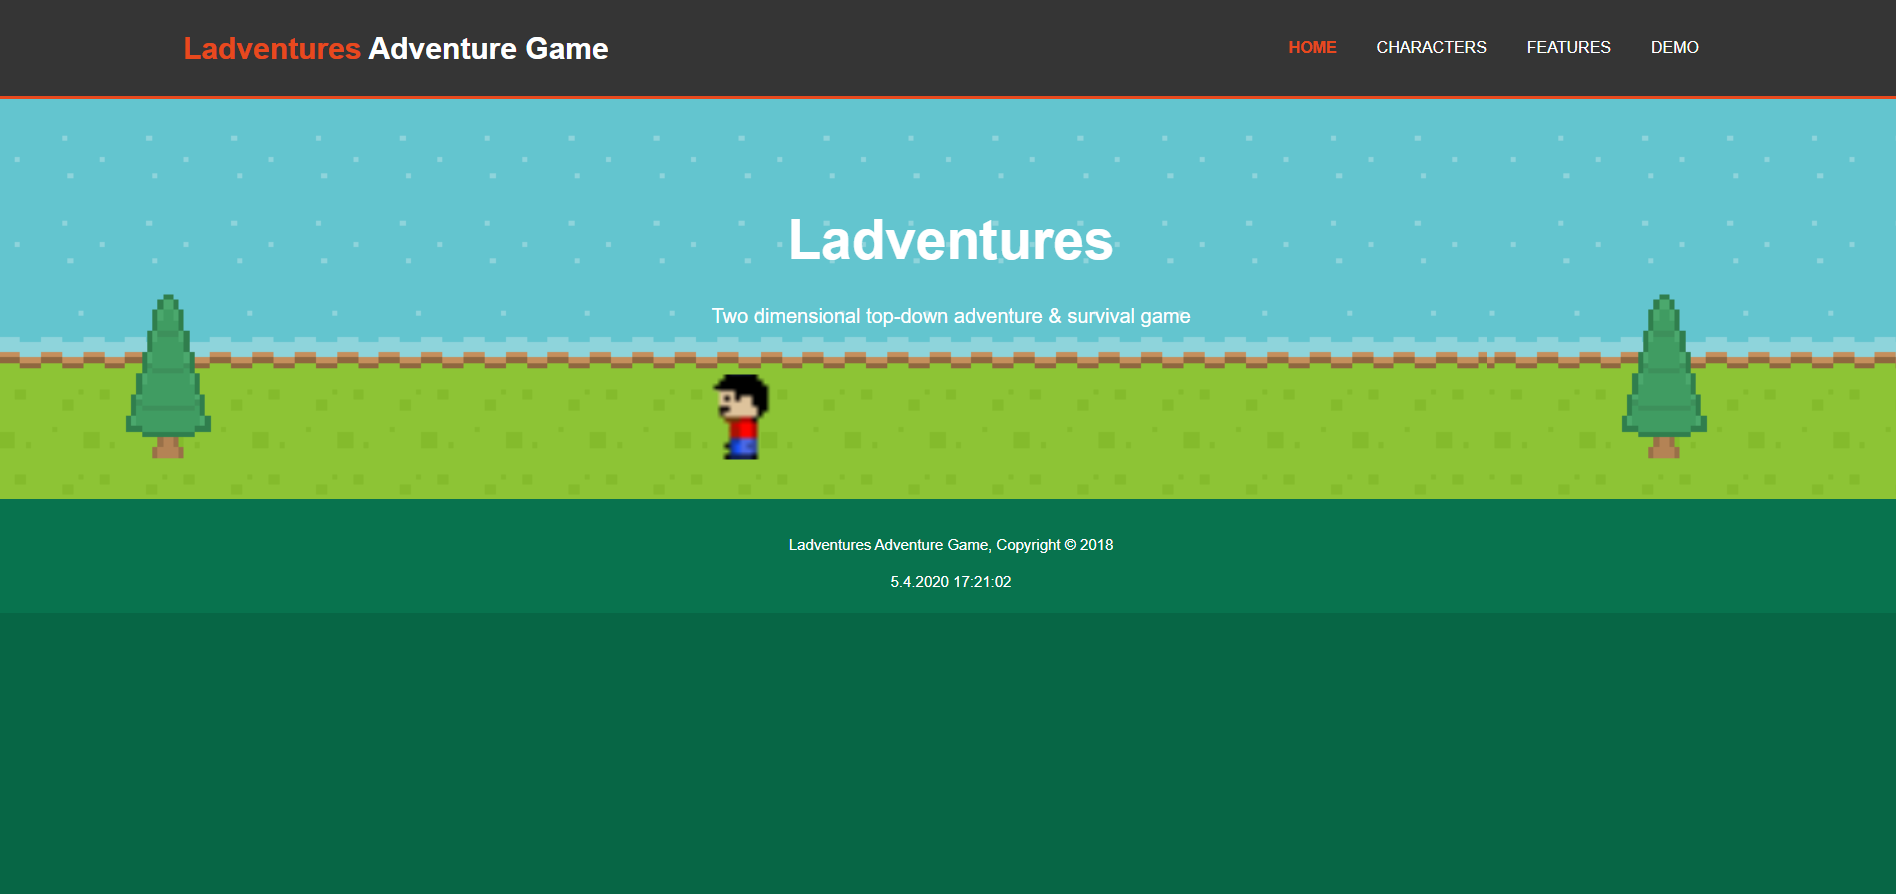 Ladventures Adventure Game
HOME CHARACTERS FEATURES DEMO
Ladventures
Two dimensional top-down adventure & survival game
Ladventures Adventure Game, Copyright © 2018
5.4.2020 17:21:02